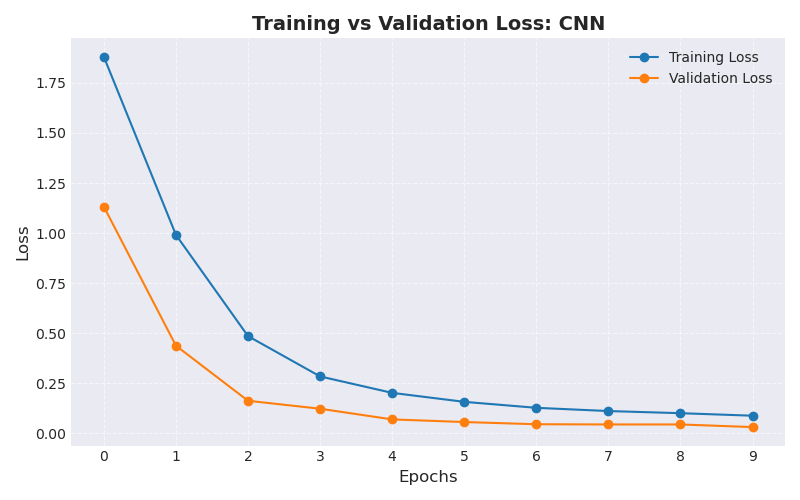 Training vs Validation Loss: CNN
Training Loss
Validation Loss
Loss
1.75
1.50
1.25
1.00
0.75
0.50
0.25
0.00
0 1 2 3 4 5 6 7 8 9
Epochs